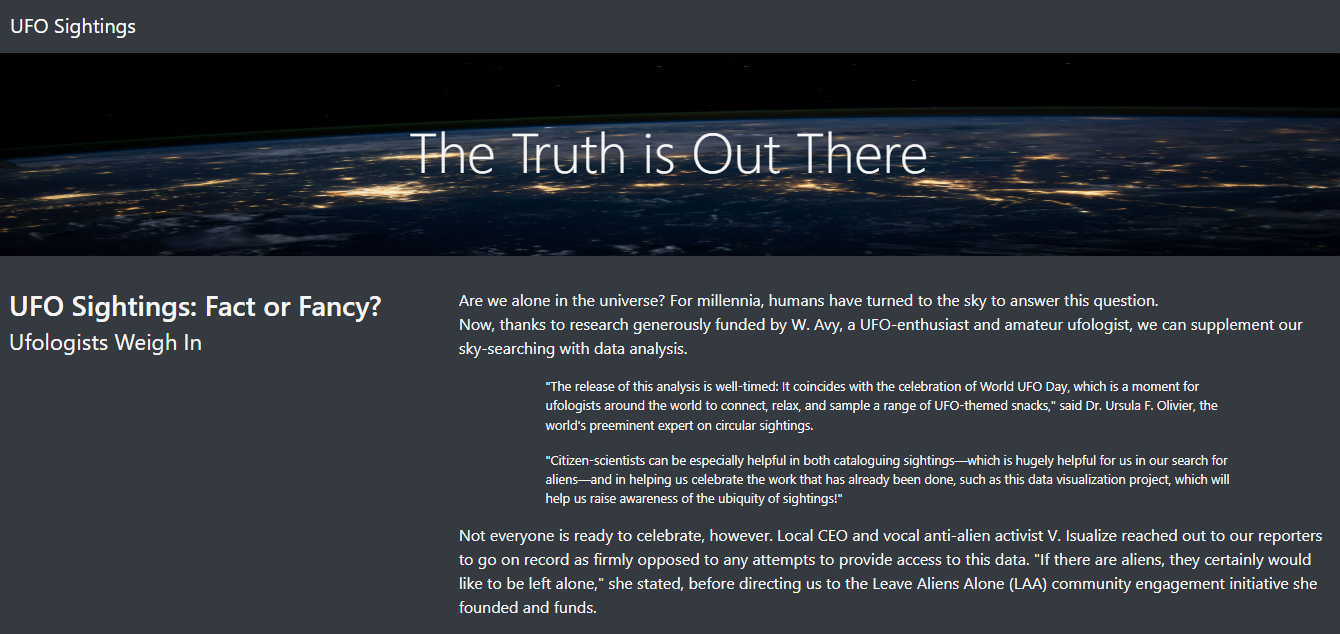 UFO Sightings
The Truth is Out There
UFO Sightings: Fact or Fancy?
Ufologists Weigh In
Are we alone in the universe? For millennia, humans have turned to the sky to answer this question.
Now, thanks to research generously funded by W. Avy, a UFO-enthusiast and amateur ufologist, we can supplement our
sky-searching with data analysis.
"The release of this analysis is well-timed: It coincides with the celebration of World UFO Day, which is a moment for
ufologists around the world to connect, relax, and sample a range of UFO-themed snacks," said Dr. Ursula F. Olivier, the
world's preeminent expert on circular sightings.
"Citizen-scientists can be especially helpful in both cataloguing sightings—which is hugely helpful for us in our search for
aliens—and in helping us celebrate the work that has already been done, such as this data visualization project, which will
help us raise awareness of the ubiquity of sightings!"
Not everyone is ready to celebrate, however. Local CEO and vocal anti-alien activist V. Isualize reached out to our reporters
to go on record as firmly opposed to any attempts to provide access to this data. "If there are aliens, they certainly would
like to be left alone," she stated, before directing us to the Leave Aliens Alone (LAA) community engagement initiative she
founded and funds.